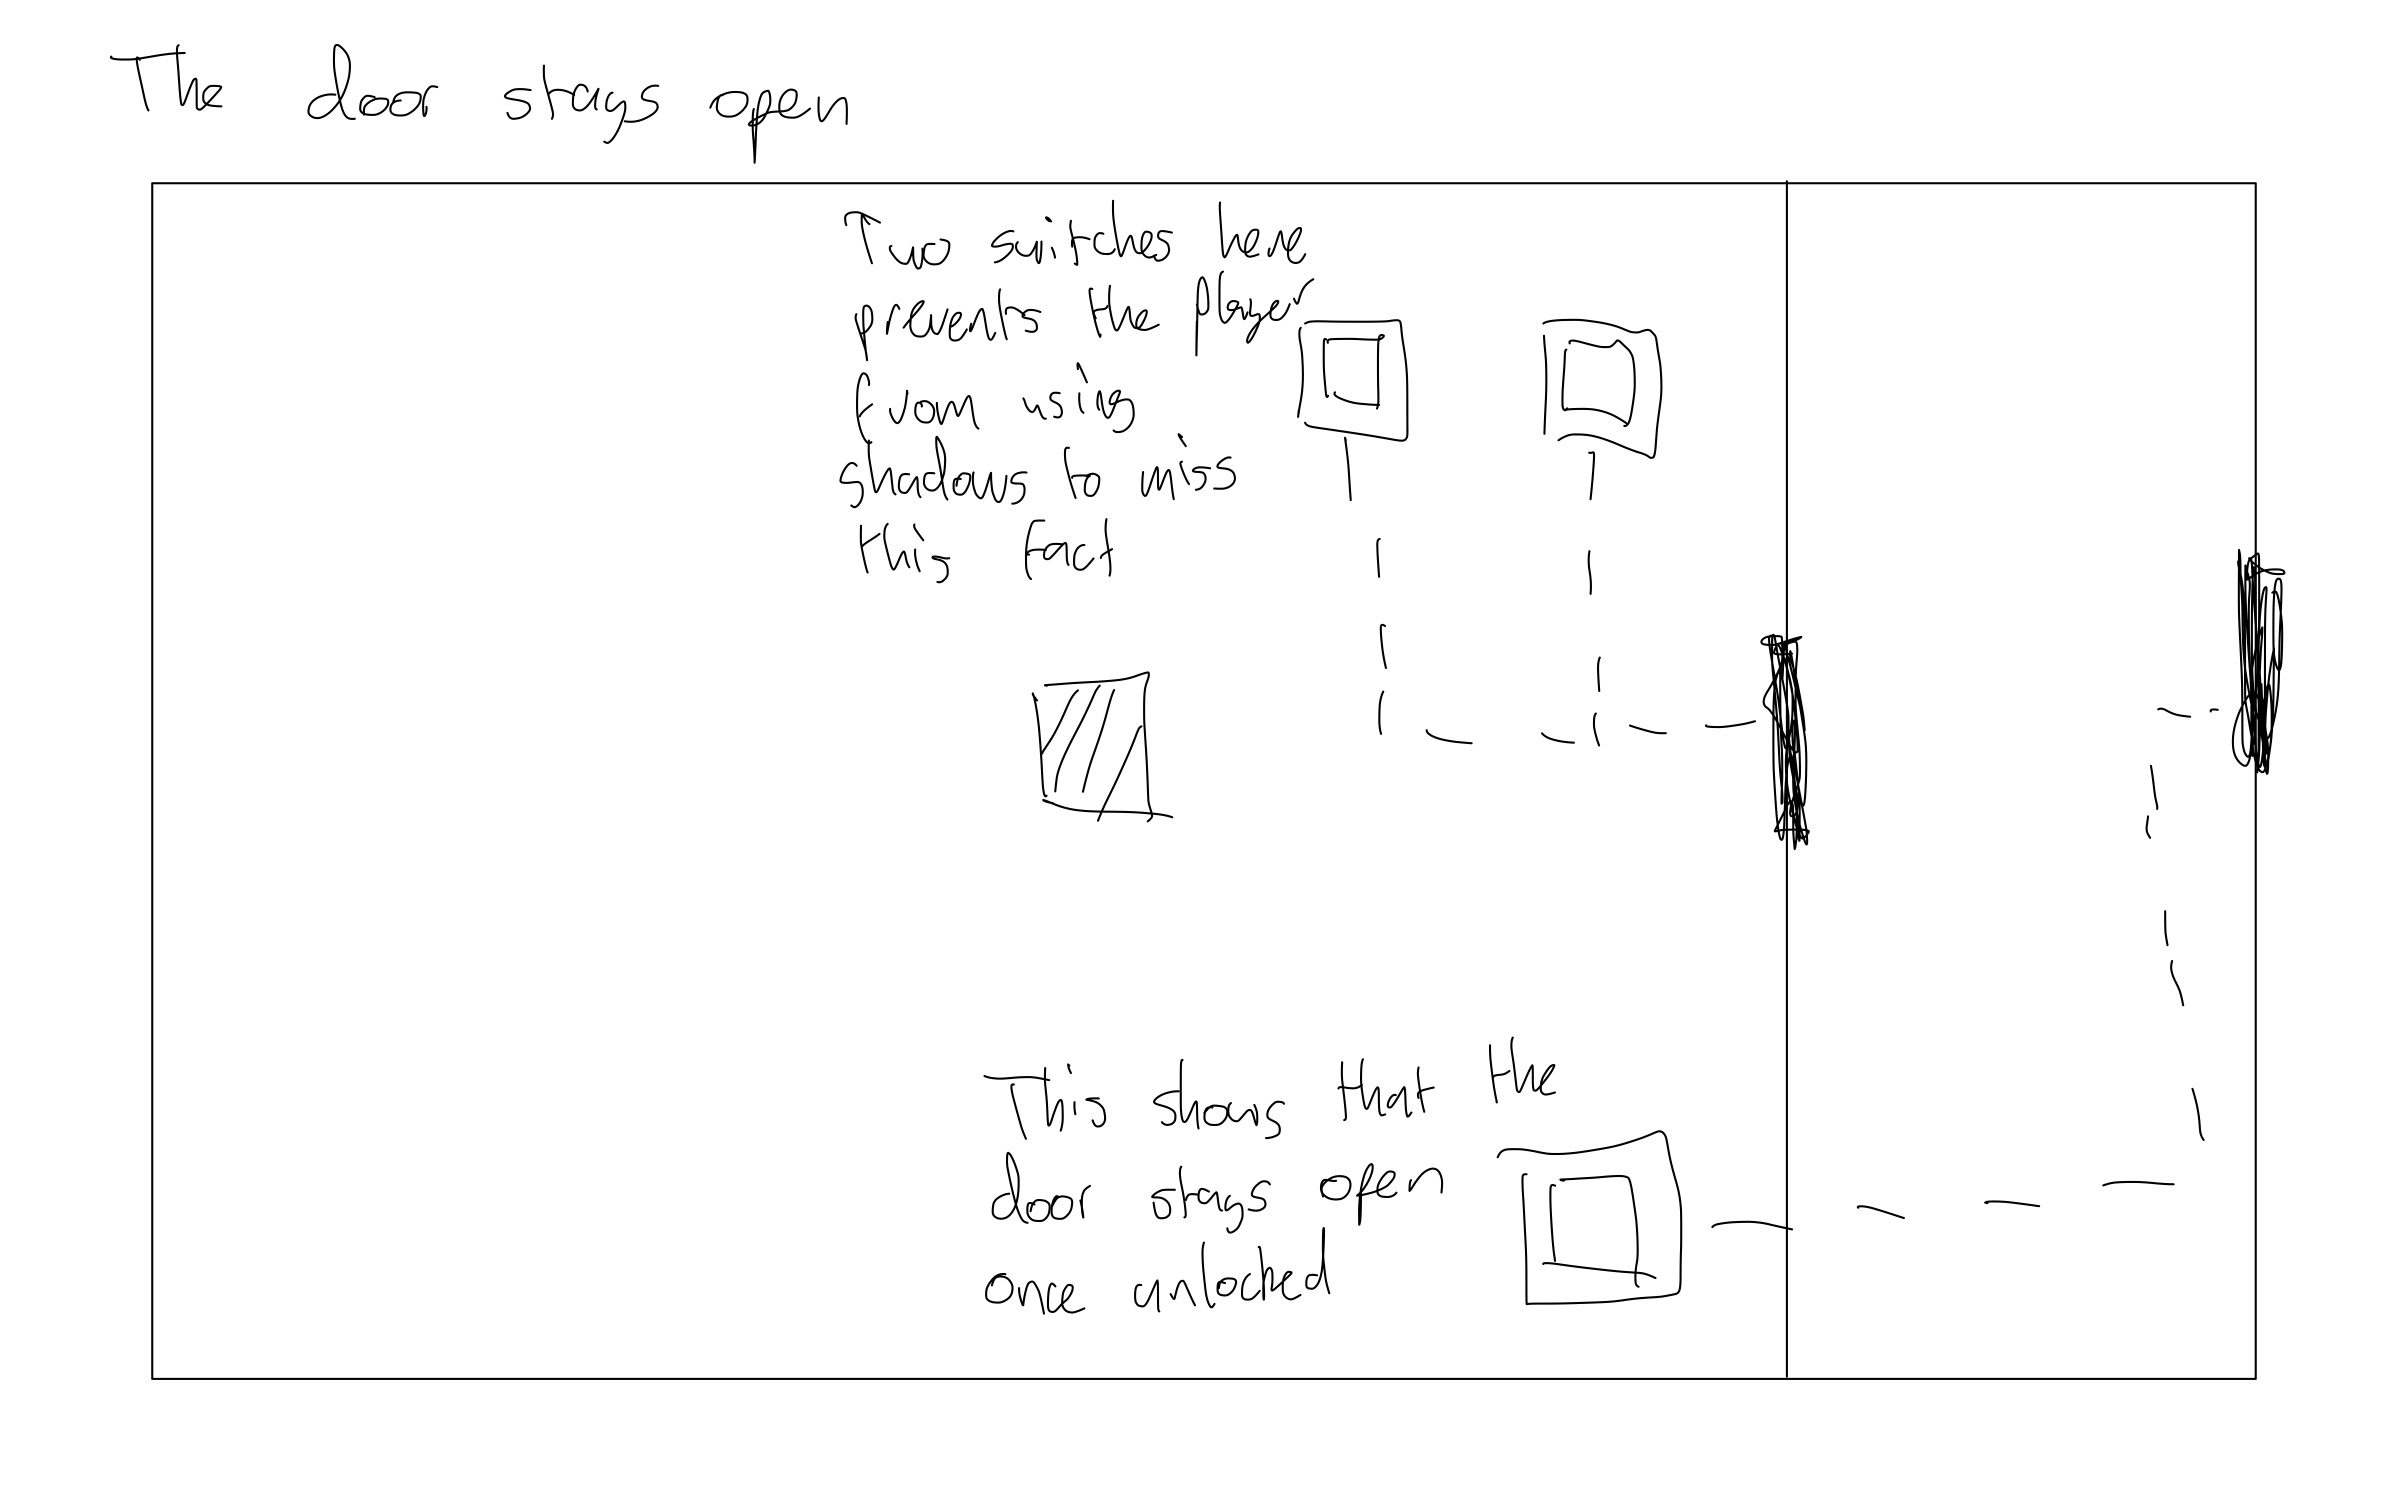 The door stays open
Two switches here
prevents the player
from using
shadows to miss
this fact
This shows that the
door stays open
once unlocked